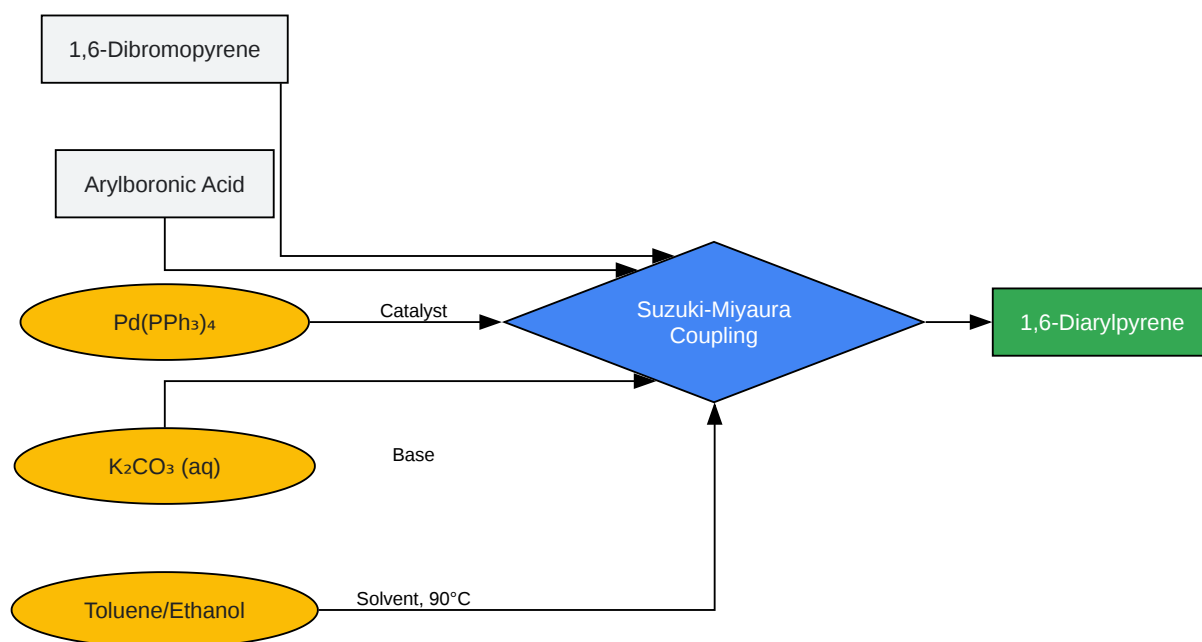 1,6-Dibromopyrene
Arylboronic Acid
Pd(PPh₃)₄
Catalyst
Suzuki-Miyaura
Coupling
1,6-Diarylpyrene
K₂CO₃ (aq)
Base
Toluene/Ethanol
Solvent, 90°C